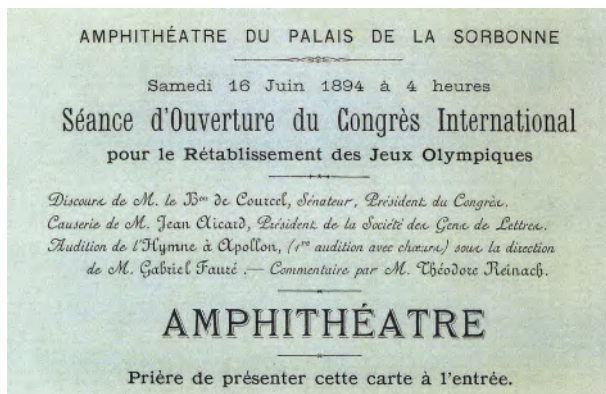 AMPHITHÉATRE DU PALAIS DE LA SORBONNE
Samedi 16 Juin 1894 à 4 heures
Séance d'Ouverture du Congrès International
pour le Rétablissement des Jeux Olympiques
Discours de M. le Bon de Courcel, Sénateur, Président du Congrès.
Causerie de M. Jean Aicard, Président de la Société des Gens de Lettres.
Audition de l'Hymne à Apollon, (1re audition avec chœurs) sous la direction
de M. Gabriel Fauré. — Commentaire par M. Théodore Reinach.
AMPHITHÉATRE
Prière de présenter cette carte à l'entrée.